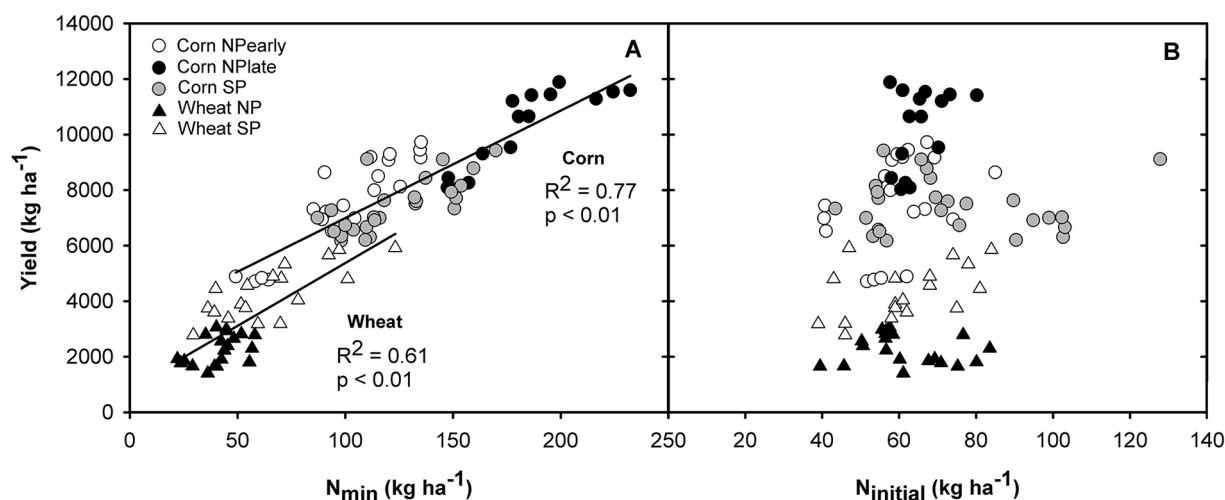 14000
12000
10000
8000
6000
4000
2000
0
Yield (kg ha-1)
Corn NPearly
Corn NPlate
Corn SP
Wheat NP
Wheat SP
A
Corn
R2 = 0.77
p < 0.01
Wheat
R2 = 0.61
p < 0.01
0 50 100 150 200 250
Nmin (kg ha-1)
B
20 40 60 80 100 120 140
Ninitial (kg ha-1)